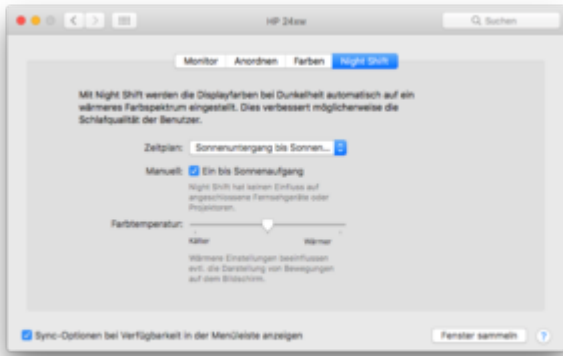 HP 24xw
Suchen
Monitor Anordnen Farben Night Shift
Mit Night Shift werden die Displayfarben bei Dunkelheit automatisch auf ein
wärmeres Farbspektrum eingestellt. Dies verbessert möglicherweise die
Schlafqualität der Benutzer.
Zeitplan: Sonnenuntergang bis Sonnen...
Manuell: Ein bis Sonnenaufgang
Night Shift hat keinen Einfluss auf
angeschlossene Fernsehgeräte oder
Projektoren.
Farbtemperatur:
Kälter Wärmer
Wärmere Einstellungen beeinflussen
evtl. die Darstellung von Bewegungen
auf dem Bildschirm.
Sync-Optionen bei Verfügbarkeit in der Menüleiste anzeigen Fenster sammeln ?